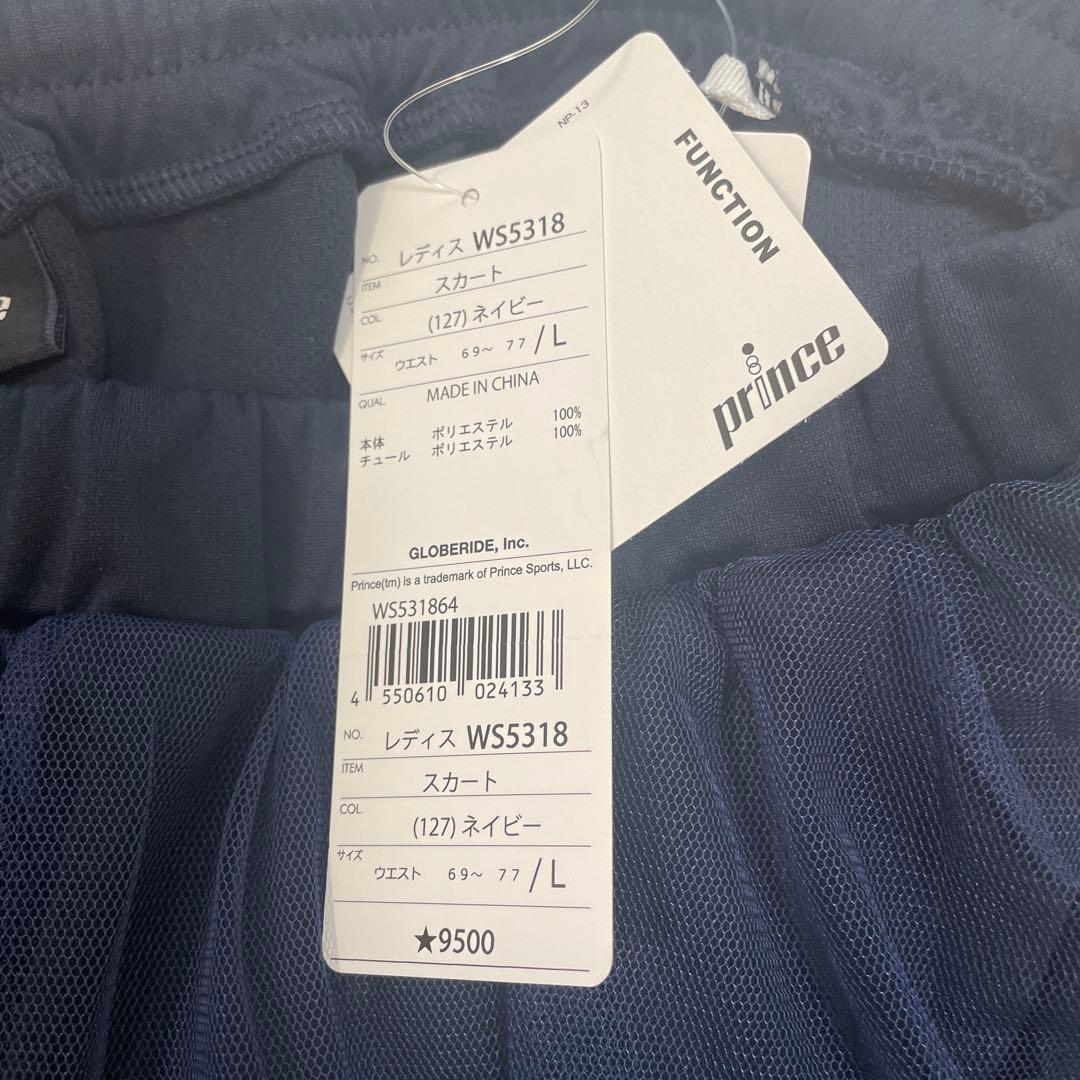 NP-13
FUNCTION
prince
NO. レディス WS5318
ITEM スカート
COL. (127) ネイビー
サイズ ウエスト 69～ 77 / L
QUAL. MADE IN CHINA
本体 ポリエステル 100%
チュール ポリエステル 100%
GLOBERIDE, Inc.
Prince(tm) is a trademark of Prince Sports, LLC.
WS531864
4 550610 024133
NO. レディス WS5318
ITEM スカート
COL. (127) ネイビー
サイズ ウエスト 69～ 77 / L
★9500